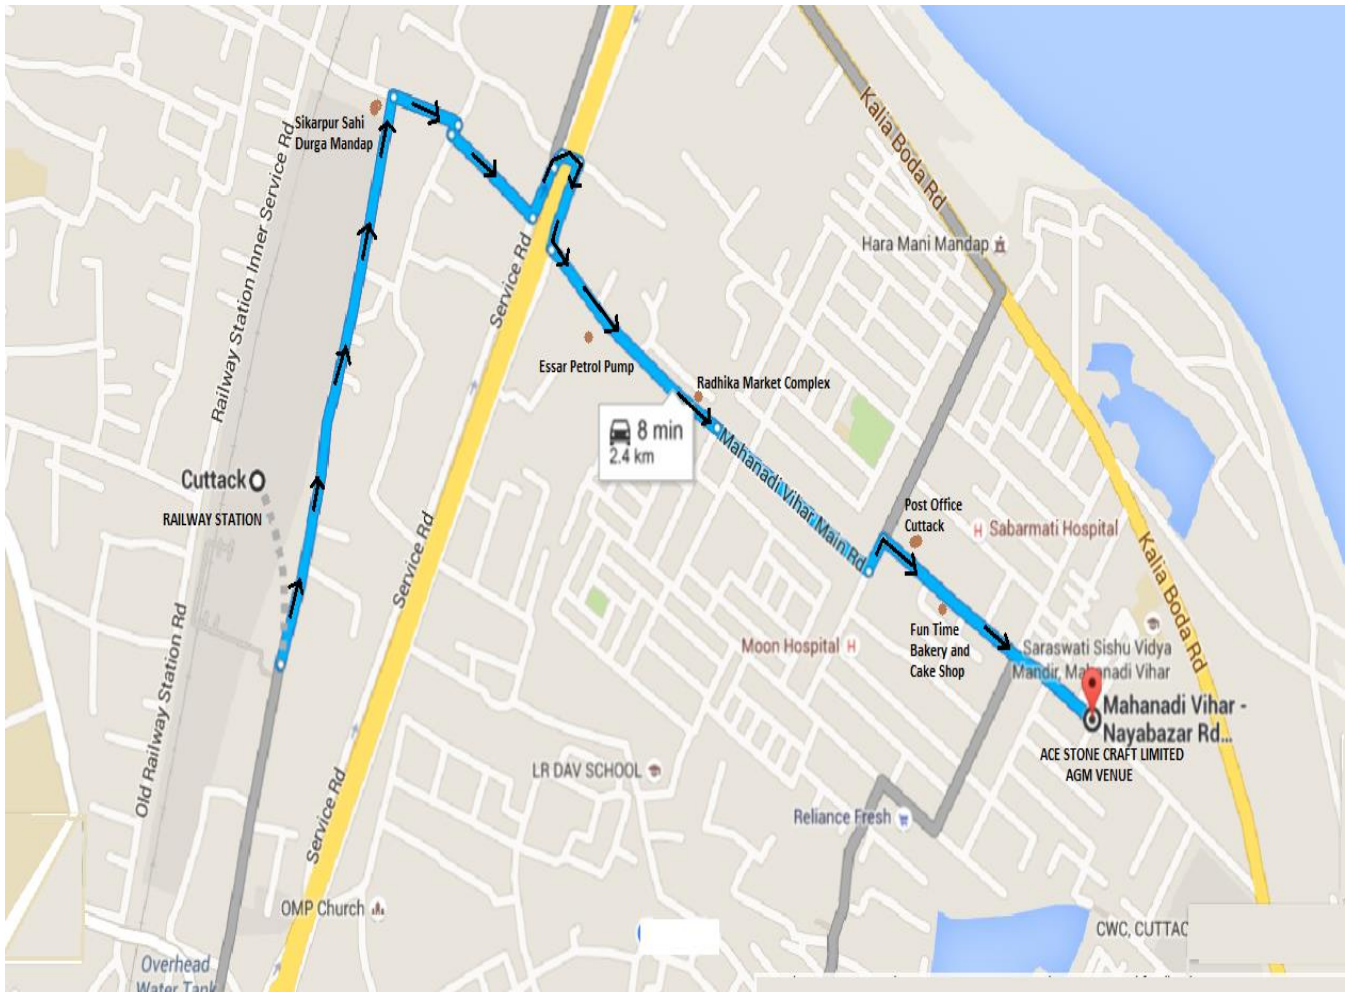 Sikarpur Sahi
Durga Mandap
Railway Station Inner Service Rd
Service Rd
Kalia Boda Rd
Hara Mani Mandap
Essar Petrol Pump
Radhika Market Complex
8 min
2.4 km
Mahanadi Vihar Main Rd
Cuttack
RAILWAY STATION
Post Office
Cuttack
Sabarmati Hospital
Service Rd
Kalia Boda Rd
Fun Time
Bakery and
Cake Shop
Moon Hospital
Saraswati Sishu Vidya
Mandir, Mahanadi Vihar
Old Railway Station Rd
Mahanadi Vihar -
Nayabazar Rd...
ACE STONE CRAFT LIMITED
AGM VENUE
LR DAV SCHOOL
Service Rd
Reliance Fresh
OMP Church
CWC, CUTTAC
Overhead
Water Tank